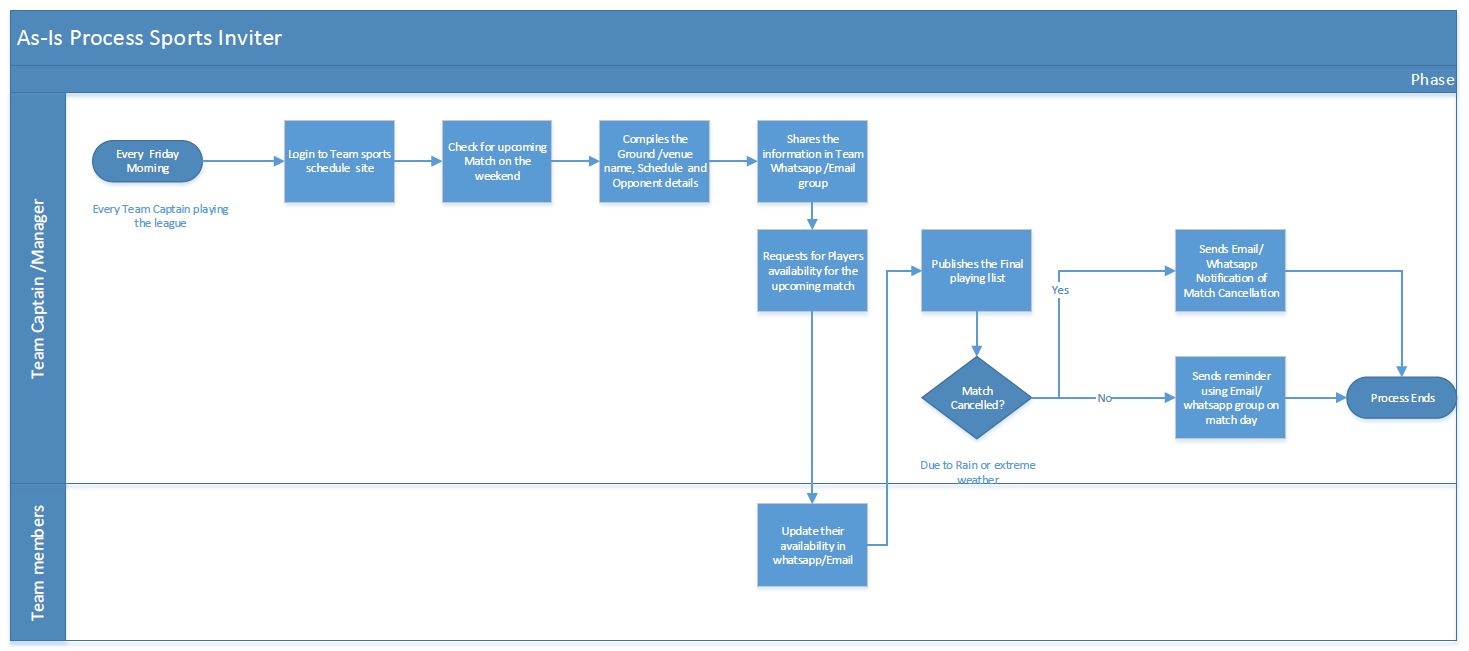 As-Is Process Sports Inviter
Phase
Team Captain /Manager
Every Friday
Morning
Every Team Captain playing
the league
Login to Team sports
schedule site
Check for upcoming
Match on the
weekend
Compiles the
Ground /venue
name, Schedule and
Opponent details
Shares the
information in Team
Whatsapp /Email
group
Requests for Players
availability for the
upcoming match
Publishes the Final
playing llist
Match
Cancelled?
Due to Rain or extreme
weather
Yes
No
Sends Email/
Whatsapp
Notification of
Match Cancellation
Sends reminder
using Email/
whatsapp group on
match day
Process Ends
Team members
Update their
availability in
whatsapp/Email